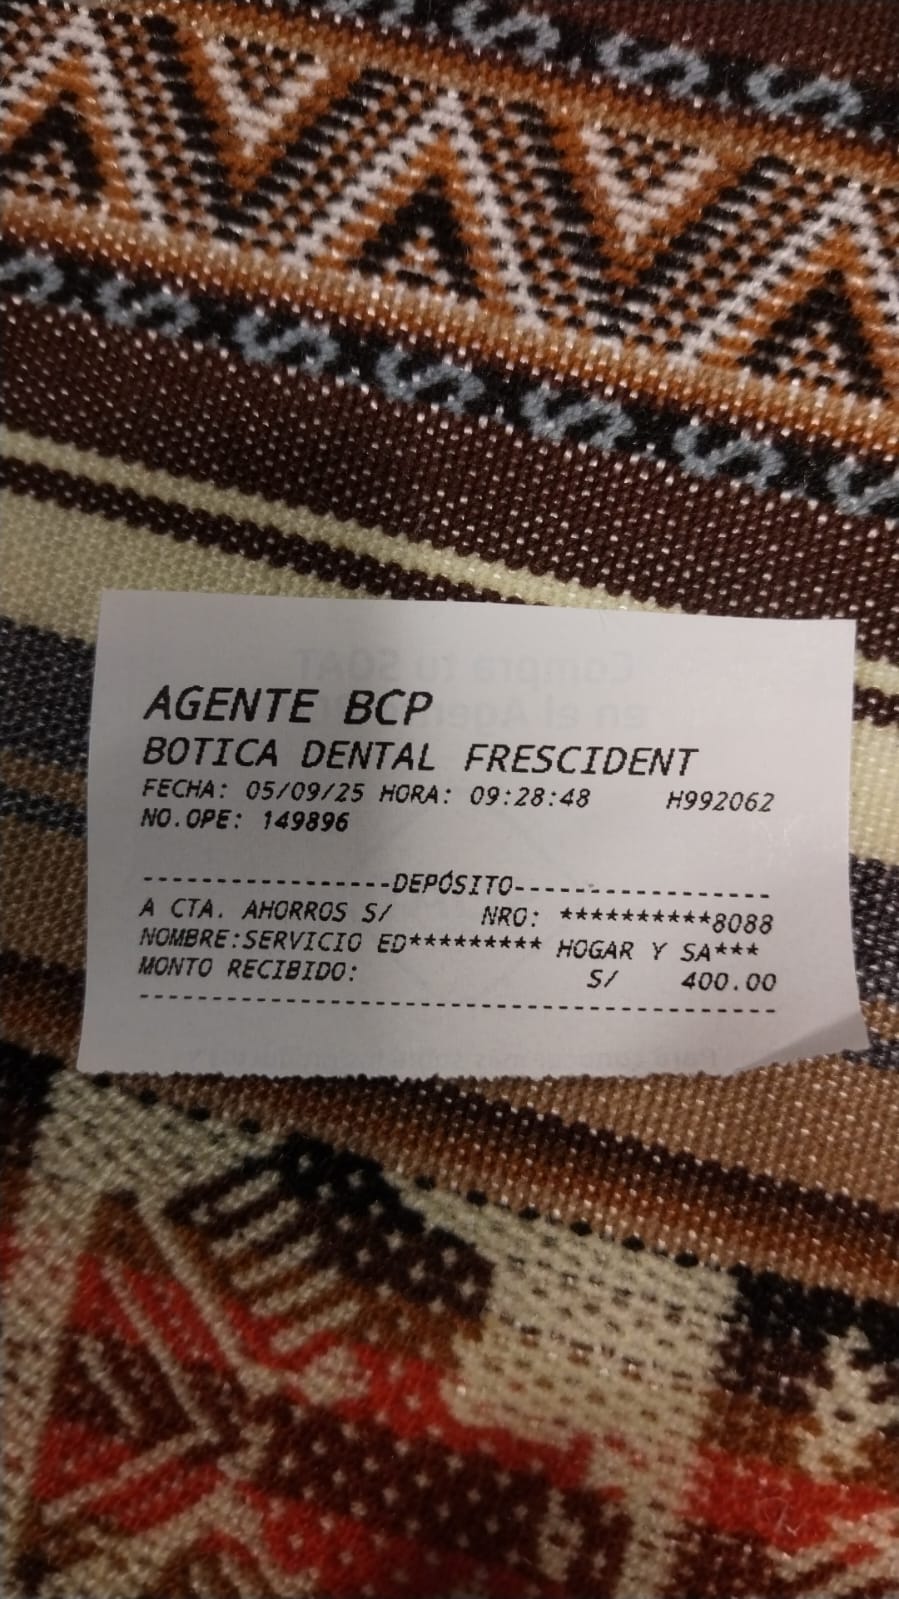 AGENTE BCP
BOTICA DENTAL FRESCIDENT
FECHA: 05/09/25 HORA: 09:28:48 H992062
NO.OPE: 149896
-----------------DEPÓSITO-----------------
A CTA. AHORROS S/ NRO: **********8088
NOMBRE:SERVICIO ED********* HOGAR Y SA***
MONTO RECIBIDO: S/ 400.00